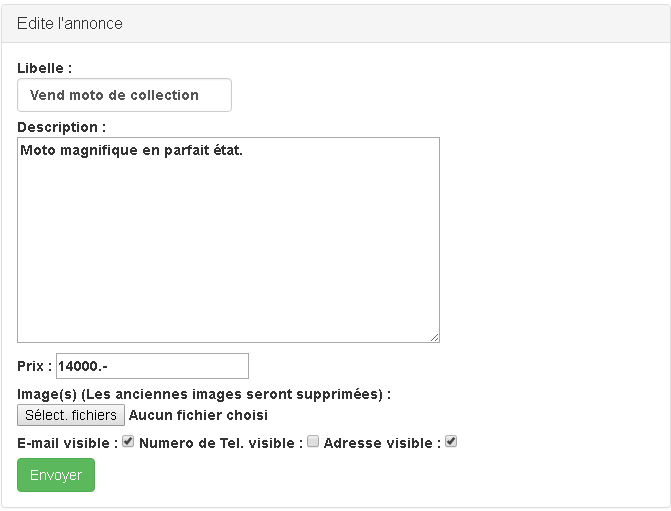 Edite l'annonce
Libelle :
Vend moto de collection
Description :
Moto magnifique en parfait état.
Prix : 14000.-
Image(s) (Les anciennes images seront supprimées) :
Sélect. fichiers Aucun fichier choisi
E-mail visible : Numero de Tel. visible : Adresse visible :
Envoyer